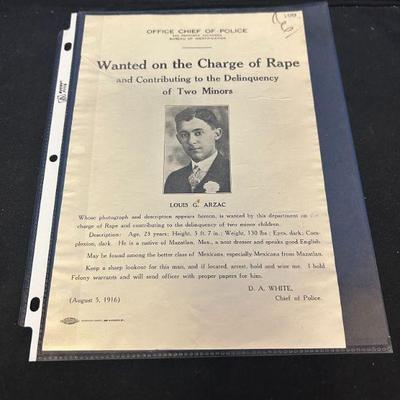 OFFICE CHIEF OF POLICE
SAN FRANCISCO, CALIFORNIA
BUREAU OF IDENTIFICATION
Wanted on the Charge of Rape
and Contributing to the Delinquency
of Two Minors
LOUIS G. ARZAC
Whose photograph and description appears hereon, is wanted by this department on the
charge of Rape and contributing to the delinquency of two minor children.
Description: Age, 23 years; Height, 5 ft. 7 in.; Weight, 130 lbs; Eyes, dark; Com-
plexion, dark. He is a native of Mazatlan, Mex., a neat dresser and speaks good English.
May be found among the better class of Mexicans, especially Mexicans from Mazatlan.
Keep a sharp lookout for this man, and if located, arrest, hold and wire me. I hold
Felony warrants and will send officer with proper papers for him.
D. A. WHITE,
(August 5, 1916) Chief of Police.